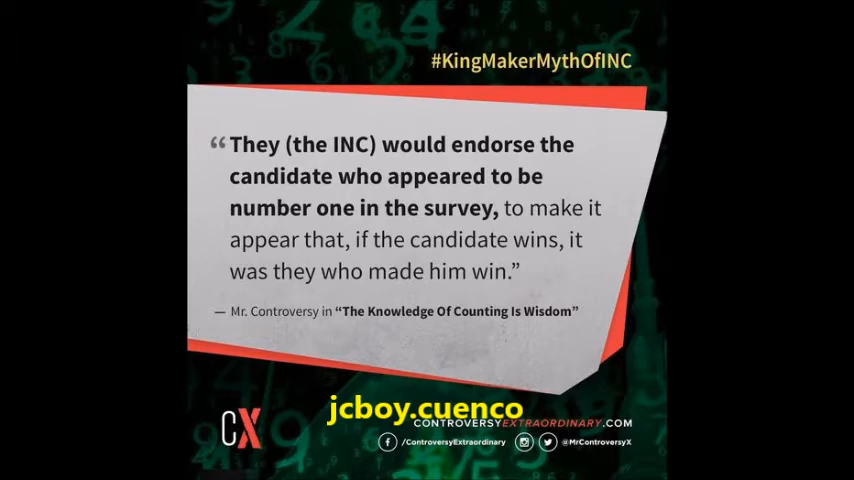 #KingMakerMythOfINC
“They (the INC) would endorse the
candidate who appeared to be
number one in the survey, to make it
appear that, if the candidate wins, it
was they who made him win.”
— Mr. Controversy in “The Knowledge Of Counting Is Wisdom”
jcboy.cuenco
CX
CONTROVERSYEXTRAORDINARY.COM
/ControversyExtraordinary
@MrControversyX